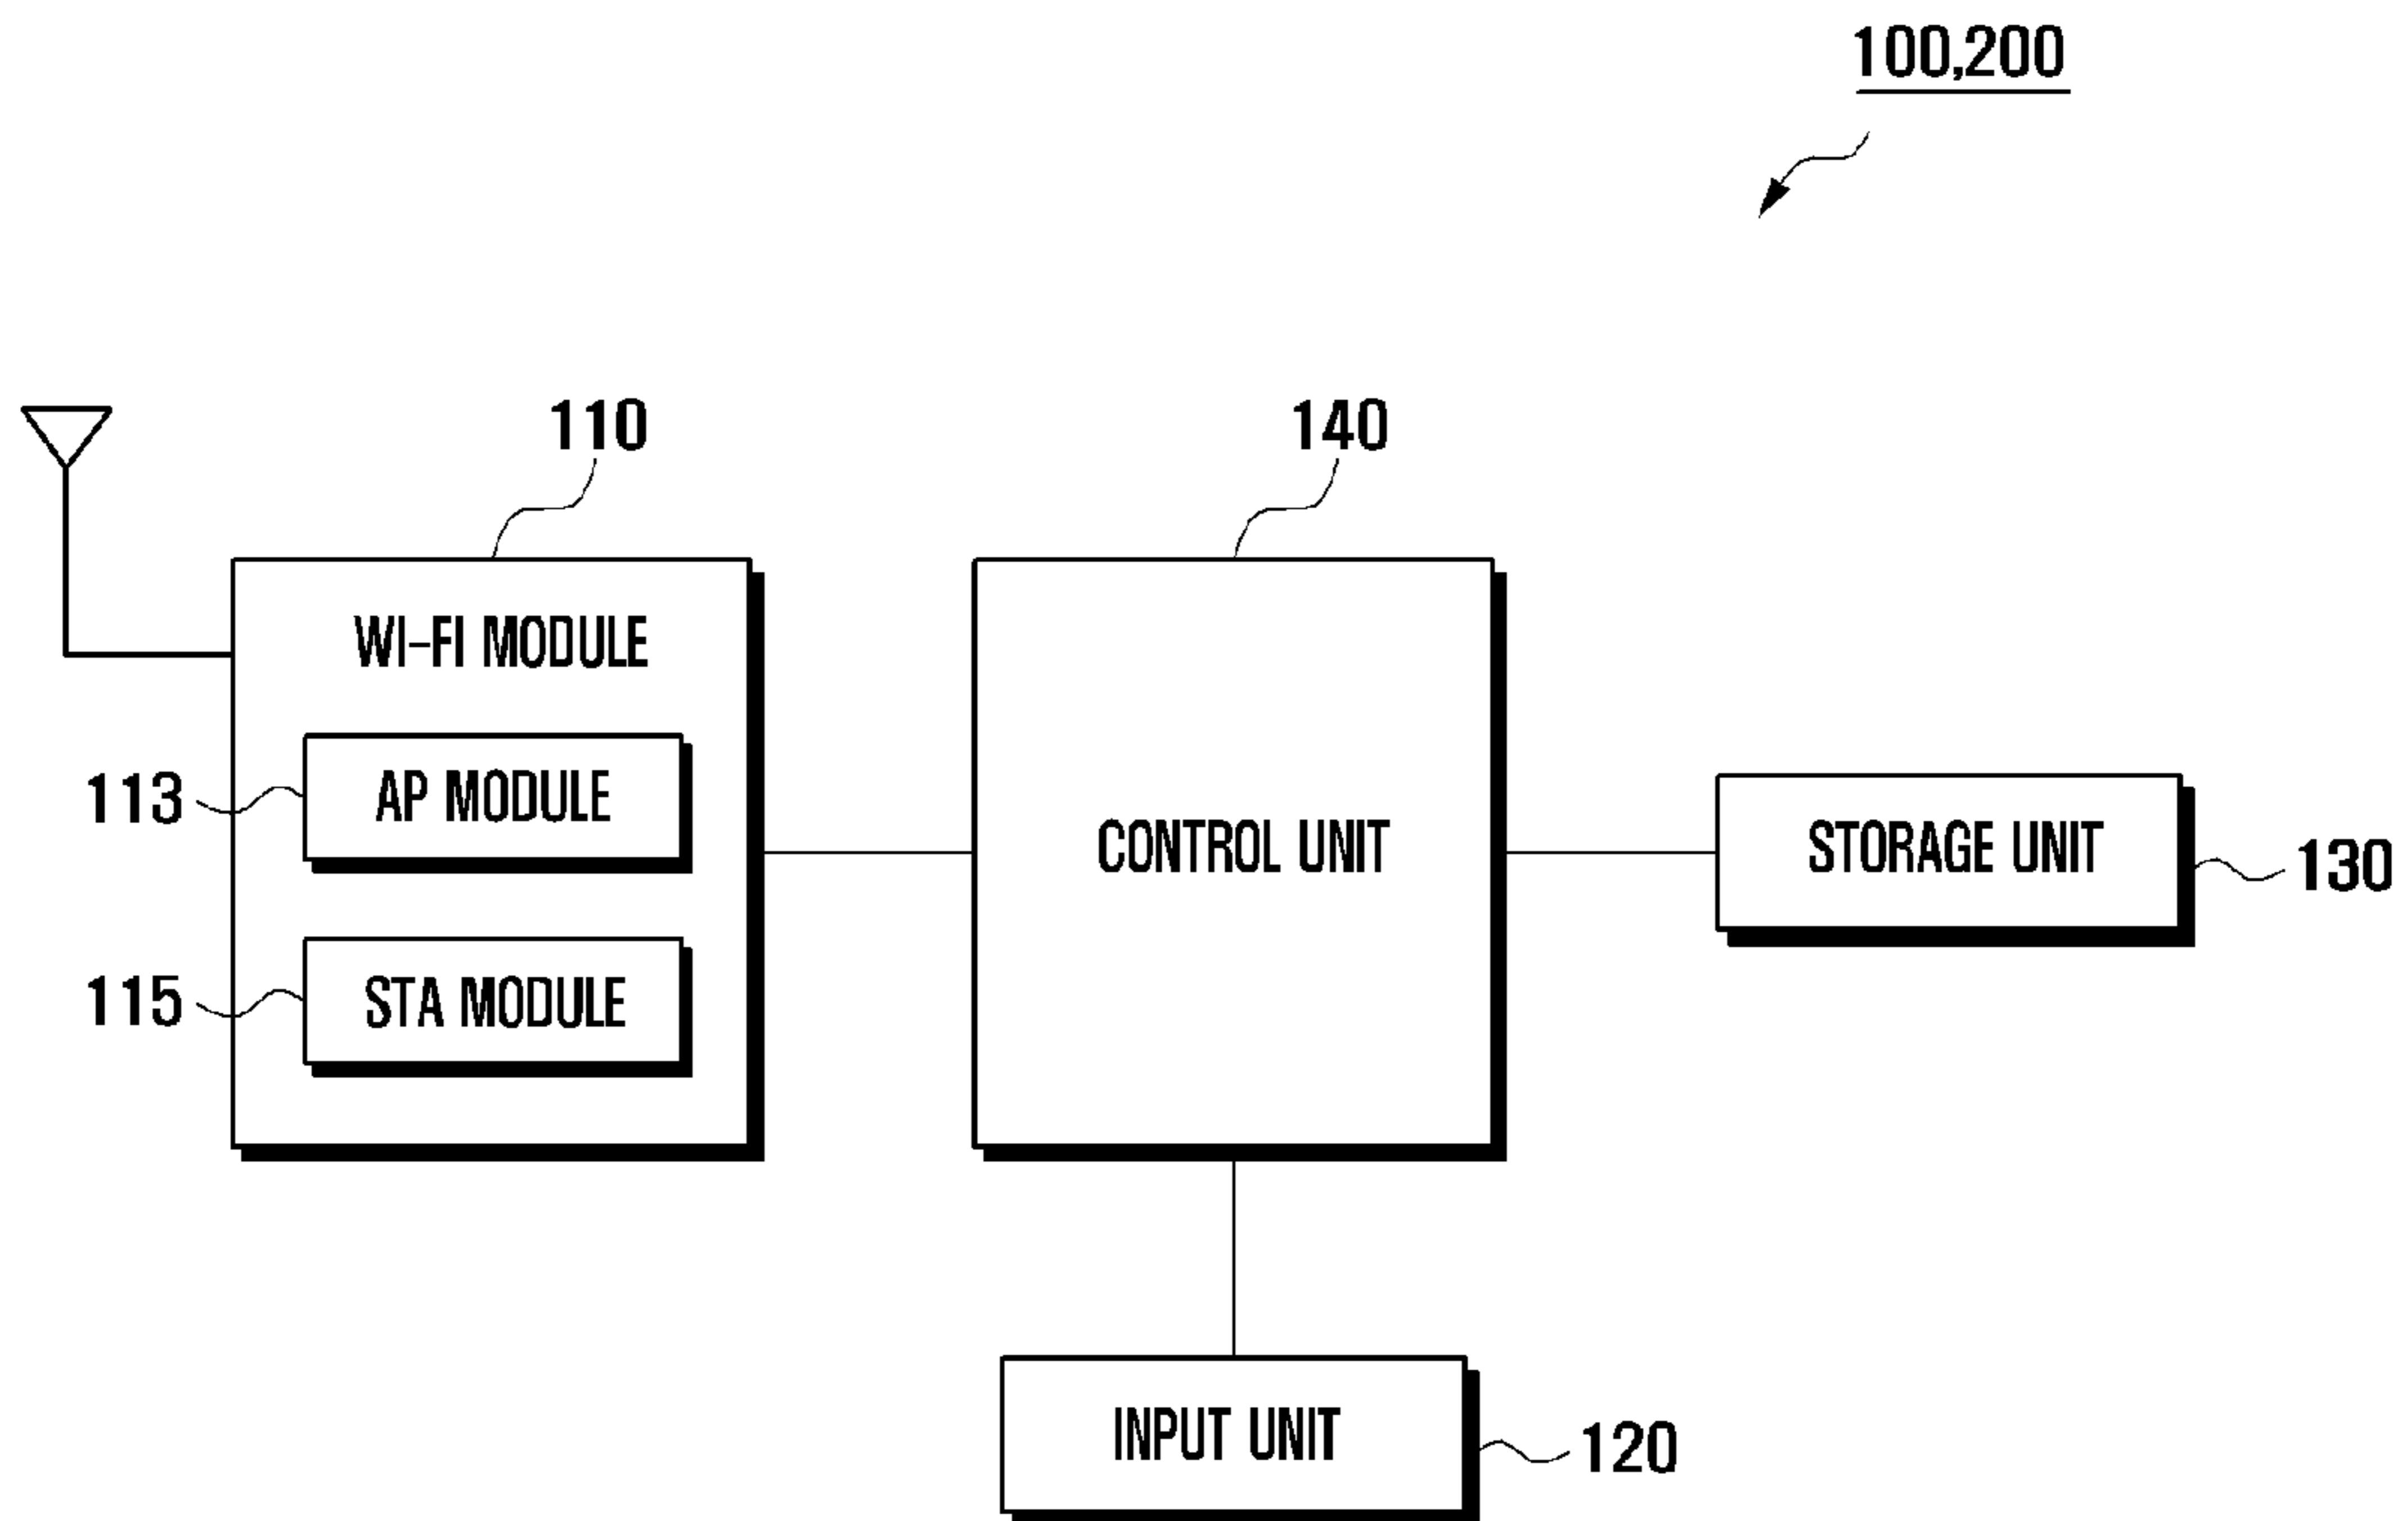 100,200
110
140
WI-FI MODULE
113
AP MODULE
CONTROL UNIT
STORAGE UNIT
130
115
STA MODULE
INPUT UNIT
120